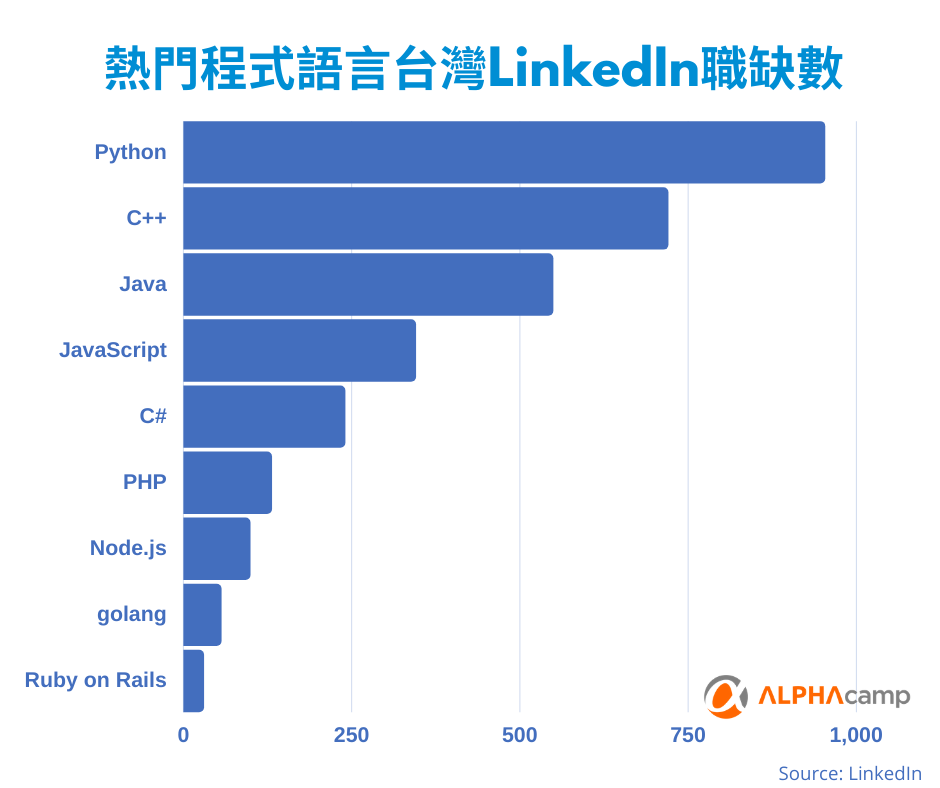 熱門程式語言台灣LinkedIn職缺數
Python
C++
Java
JavaScript
C#
PHP
Node.js
golang
Ruby on Rails
ALPHAcamp
0 250 500 750 1,000
Source: LinkedIn